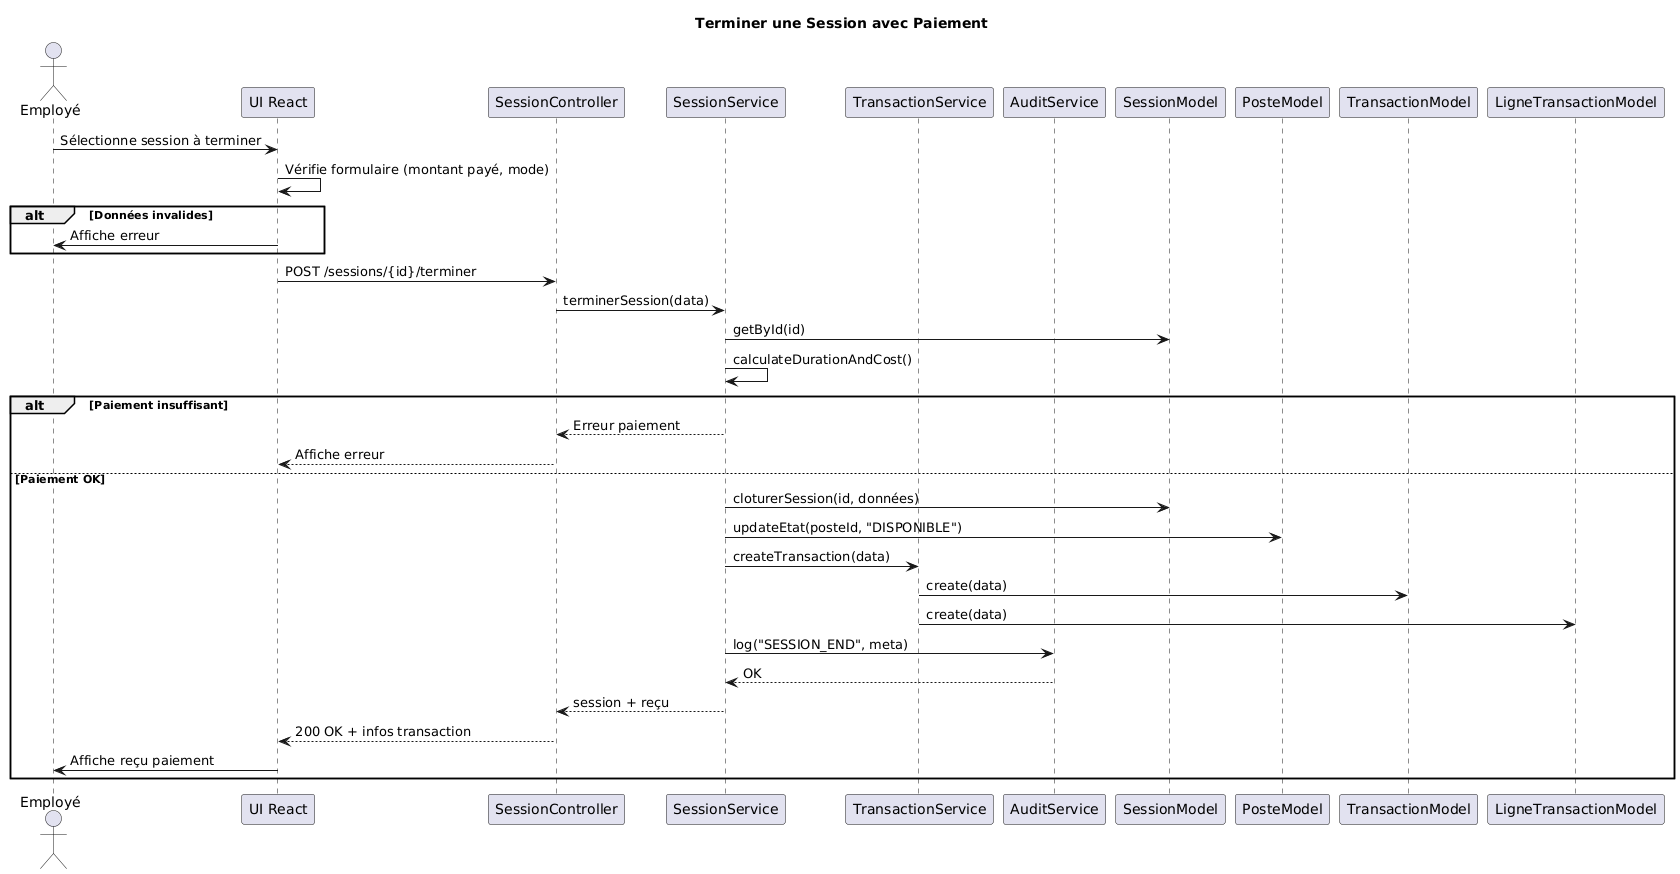 Terminer une Session avec Paiement
Employé
UI React
SessionController
SessionService
TransactionService
AuditService
SessionModel
PosteModel
TransactionModel
LigneTransactionModel
Sélectionne session à terminer
Vérifie formulaire (montant payé, mode)
alt [Données invalides]
Affiche erreur
POST /sessions/{id}/terminer
terminerSession(data)
getById(id)
calculateDurationAndCost()
alt [Paiement insuffisant]
Erreur paiement
Affiche erreur
[Paiement OK]
cloturerSession(id, données)
updateEtat(posteId, "DISPONIBLE")
createTransaction(data)
create(data)
create(data)
log("SESSION_END", meta)
OK
session + reçu
200 OK + infos transaction
Affiche reçu paiement
Employé
UI React
SessionController
SessionService
TransactionService
AuditService
SessionModel
PosteModel
TransactionModel
LigneTransactionModel